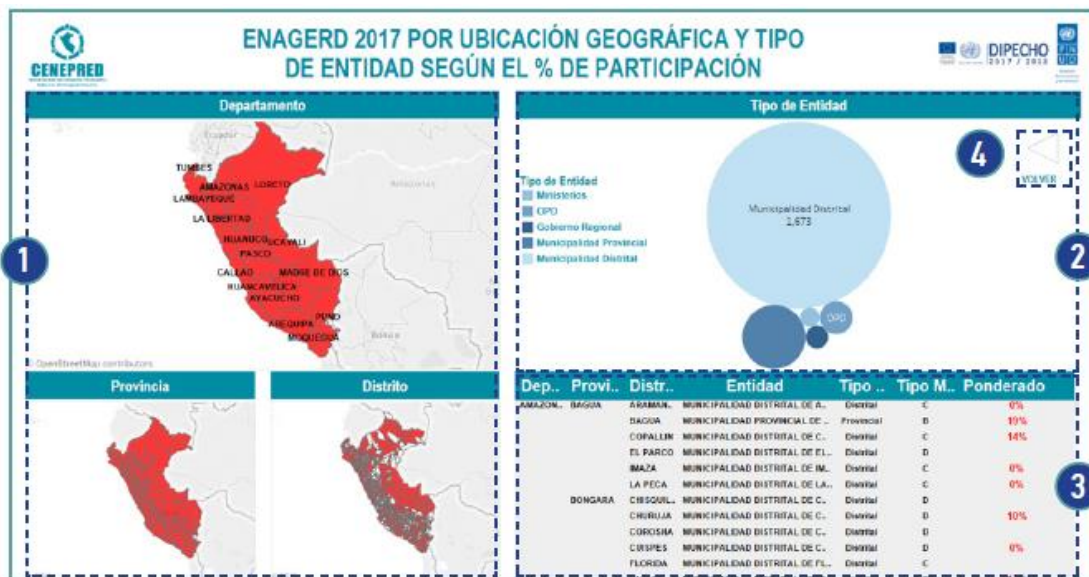 CENEPRED
ENAGERD 2017 POR UBICACIÓN GEOGRÁFICA Y TIPO
DE ENTIDAD SEGÚN EL % DE PARTICIPACIÓN
DIPECHO
2017 / 2018
PN
UD
Departamento
Ecuador
TUMBES
AMAZONAS LORETO
LAMBAYEQUE
LA LIBERTAD
HUANUCO UCAYALI
PASCO
CALLAO MADRE DE DIOS
HUANCAVELICA
AYACUCHO
PUNO
AREQUIPA
MOQUEGUA
© OpenStreetMap contributors
1
Tipo de Entidad
Tipo de Entidad
Ministerios
OPD
Gobierno Regional
Municipalidad Provincial
Municipalidad Distrital
Municipalidad Distrital
1,673
OPD
4
VOLVER
2
Provincia
Distrito
Dep.. Provi.. Distr.. Entidad Tipo .. Tipo M.. Ponderado
AMAZON.. BAGUA ARAMAN.. MUNICIPALIDAD DISTRITAL DE A.. Distrital C 0%
BAGUA MUNICIPALIDAD PROVINCIAL DE .. Provincial B 19%
COPALLIN MUNICIPALIDAD DISTRITAL DE C.. Distrital C 14%
EL PARCO MUNICIPALIDAD DISTRITAL DE EL.. Distrital D
IMAZA MUNICIPALIDAD DISTRITAL DE IM.. Distrital C 0%
LA PECA MUNICIPALIDAD DISTRITAL DE LA.. Distrital C 0%
BONGARA CHISQUIL.. MUNICIPALIDAD DISTRITAL DE C.. Distrital D
CHURUJA MUNICIPALIDAD DISTRITAL DE C.. Distrital D 10%
COROSHA MUNICIPALIDAD DISTRITAL DE C.. Distrital D
CUISPES MUNICIPALIDAD DISTRITAL DE C.. Distrital D 0%
FLORIDA MUNICIPALIDAD DISTRITAL DE FL.. Distrital D
3